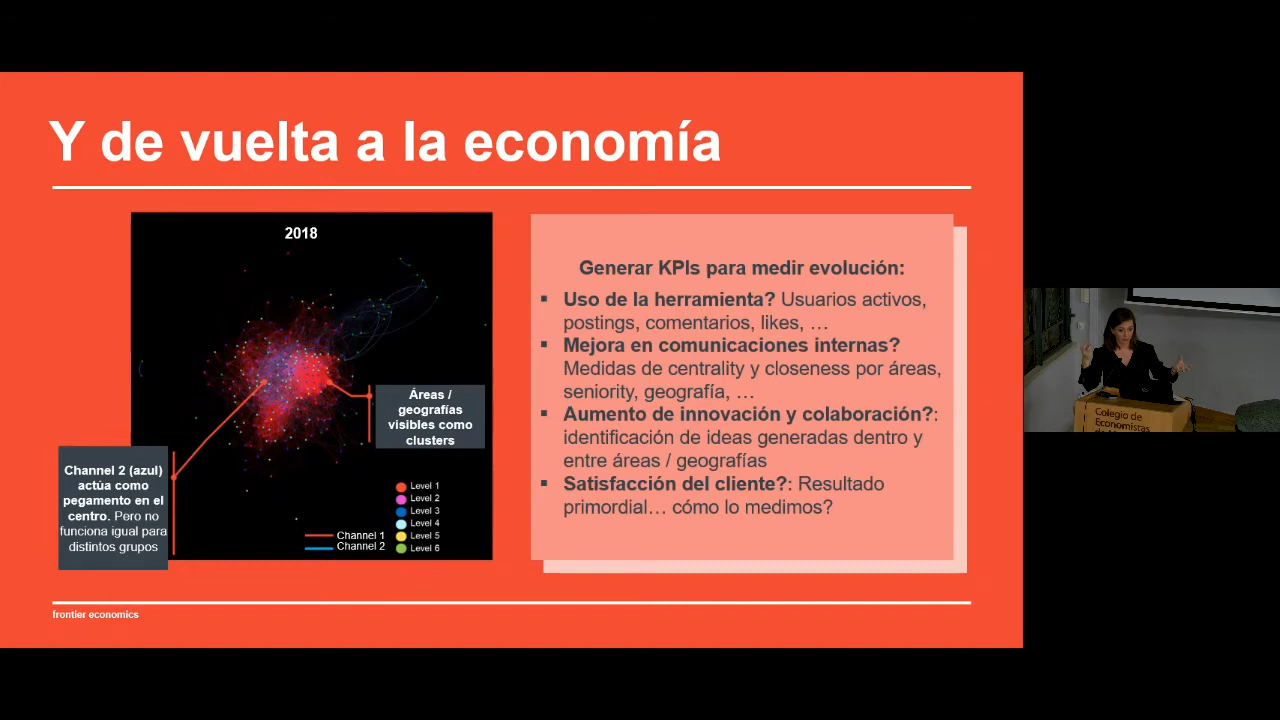 Y de vuelta a la economía
2018
Áreas /
geografías
visibles como
clusters
Channel 2 (azul)
actúa como
pegamento en el
centro. Pero no
funciona igual para
distintos grupos
Channel 1
Channel 2
Level 1
Level 2
Level 3
Level 4
Level 5
Level 6
Generar KPIs para medir evolución:
▪ Uso de la herramienta? Usuarios activos,
postings, comentarios, likes, …
▪ Mejora en comunicaciones internas?
Medidas de centrality y closeness por áreas,
seniority, geografía, …
▪ Aumento de innovación y colaboración?:
identificación de ideas generadas dentro y
entre áreas / geografías
▪ Satisfacción del cliente?: Resultado
primordial… cómo lo medimos?
frontier economics
Colegio de
Economistas